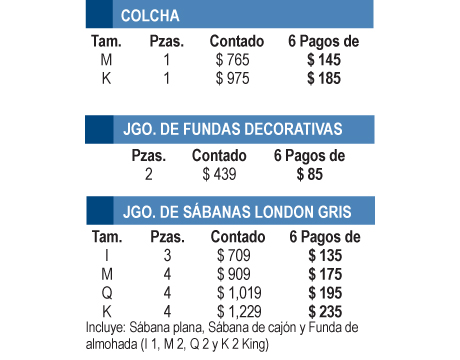 COLCHA
Tam. Pzas. Contado 6 Pagos de
M 1 $ 765 $ 145
K 1 $ 975 $ 185
JGO. DE FUNDAS DECORATIVAS
Pzas. Contado 6 Pagos de
2 $ 439 $ 85
JGO. DE SÁBANAS LONDON GRIS
Tam. Pzas. Contado 6 Pagos de
I 3 $ 709 $ 135
M 4 $ 909 $ 175
Q 4 $ 1,019 $ 195
K 4 $ 1,229 $ 235
Incluye: Sábana plana, Sábana de cajón y Funda de
almohada (I 1, M 2, Q 2 y K 2 King)